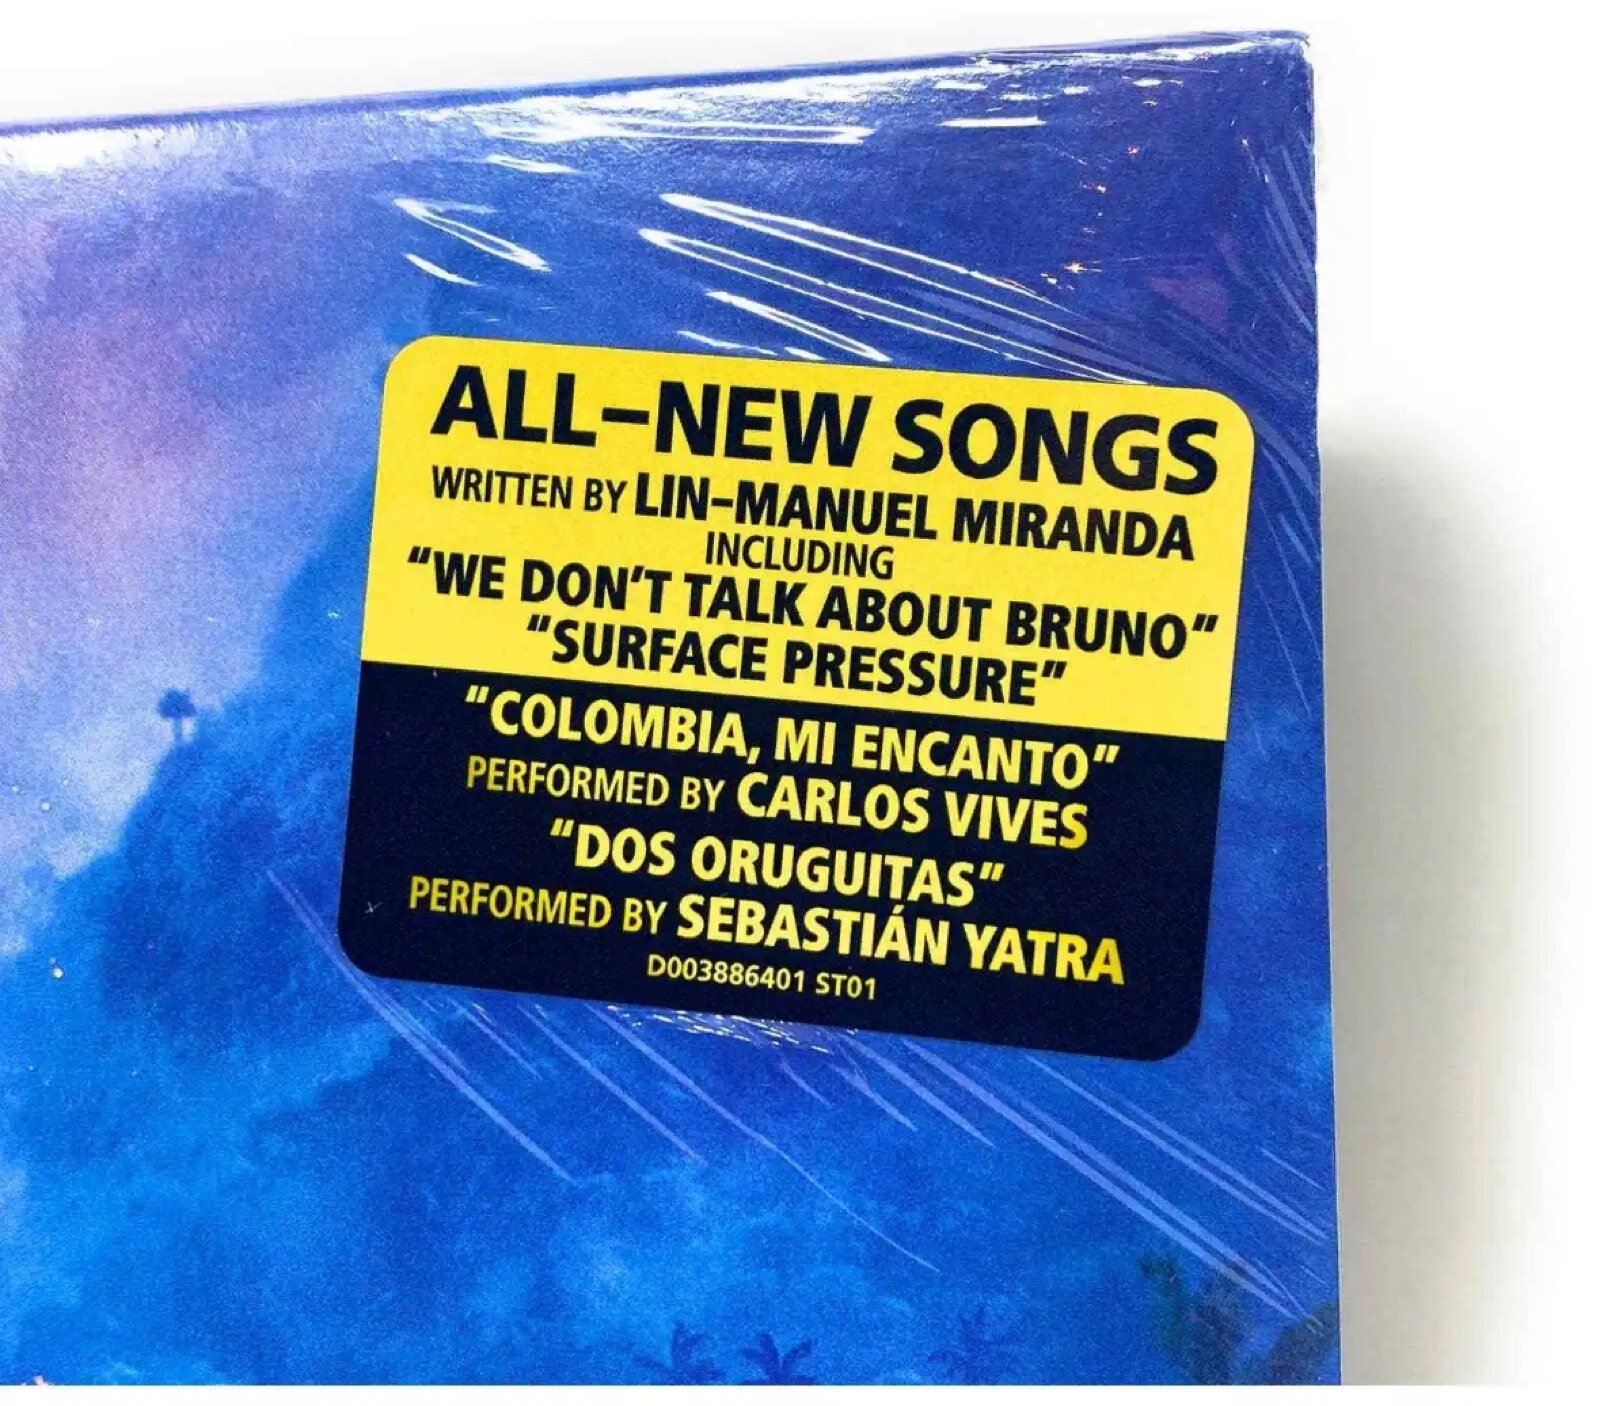 ALL–NEW SONGS
WRITTEN BY LIN–MANUEL MIRANDA
INCLUDING
“WE DON’T TALK ABOUT BRUNO”
“SURFACE PRESSURE”
“COLOMBIA, MI ENCANTO”
PERFORMED BY CARLOS VIVES
“DOS ORUGUITAS”
PERFORMED BY SEBASTIÁN YATRA
D003886401 ST01